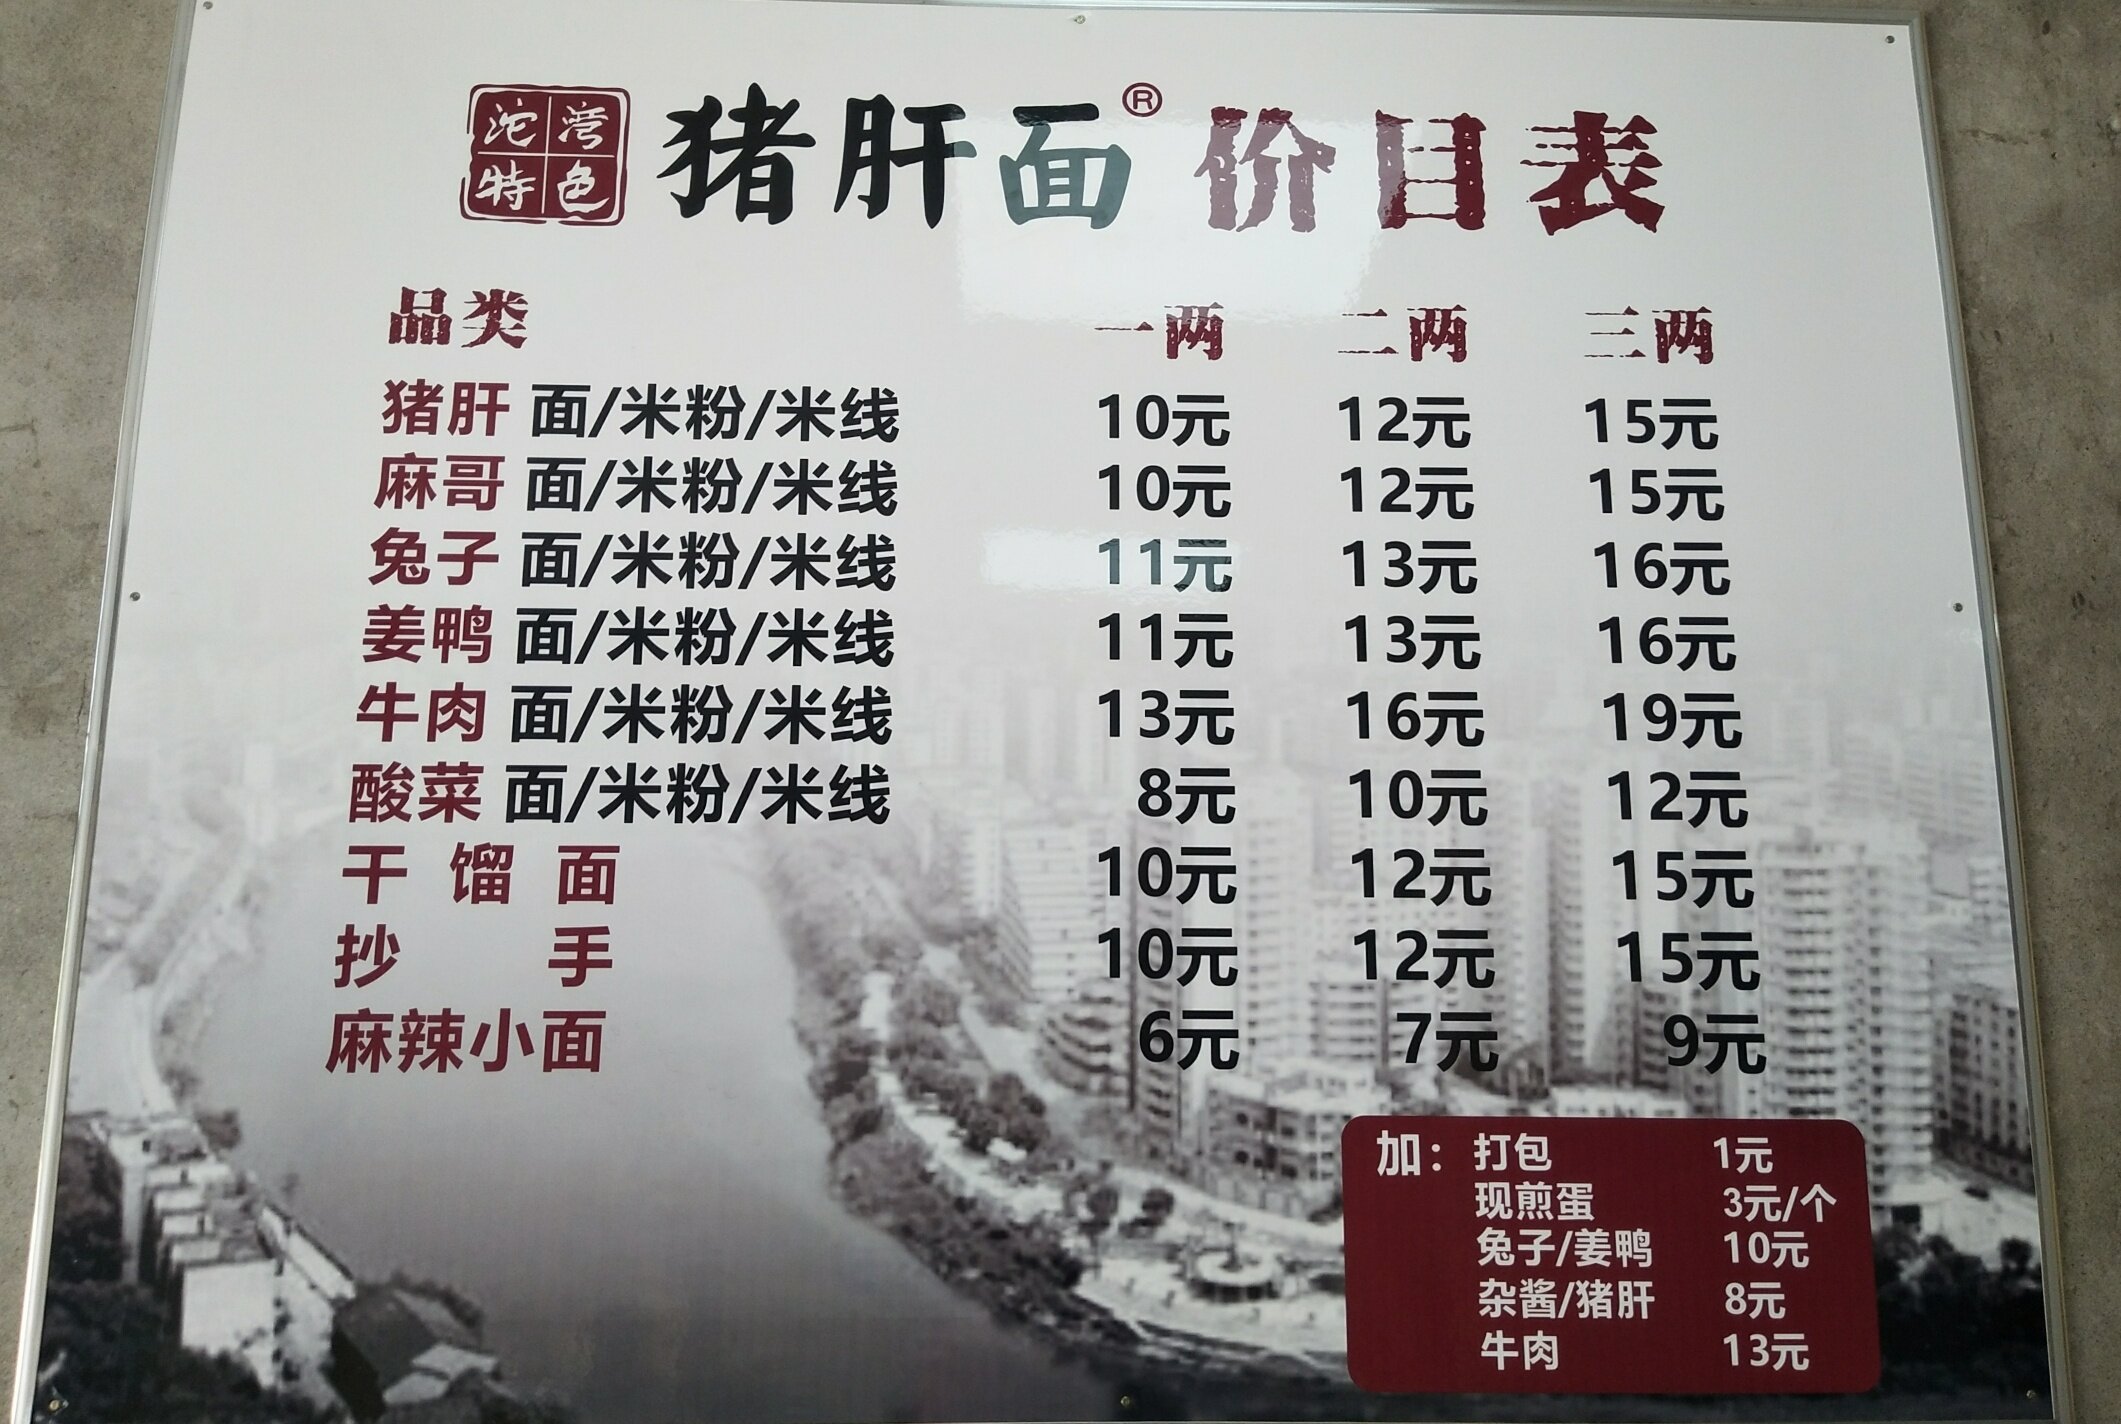 沱湾特色 猪肝面® 价目表
品类 一两 二两 三两
猪肝 面/米粉/米线 10元 12元 15元
麻哥 面/米粉/米线 10元 12元 15元
兔子 面/米粉/米线 11元 13元 16元
姜鸭 面/米粉/米线 11元 13元 16元
牛肉 面/米粉/米线 13元 16元 19元
酸菜 面/米粉/米线 8元 10元 12元
干馏面 10元 12元 15元
抄手 10元 12元 15元
麻辣小面 6元 7元 9元
加：打包 1元
现煎蛋 3元/个
兔子/姜鸭 10元
杂酱/猪肝 8元
牛肉 13元